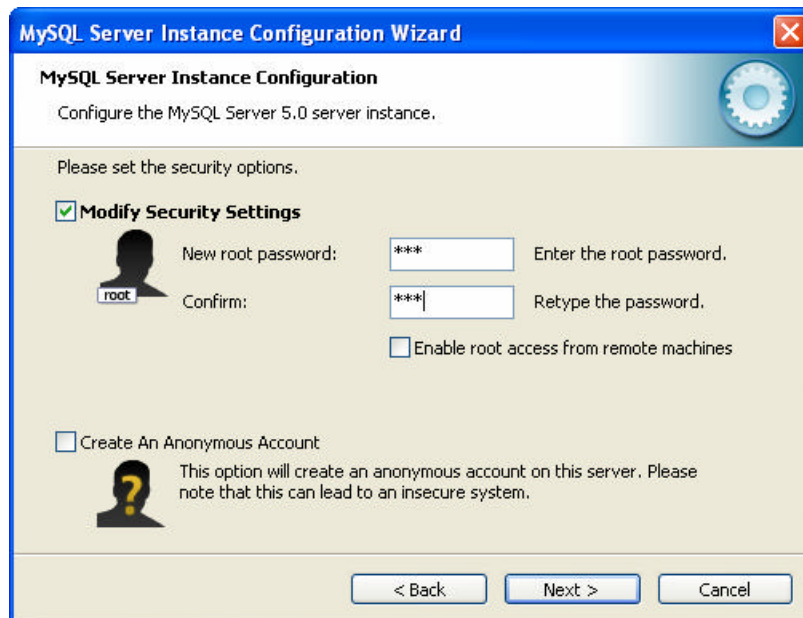 MySQL Server Instance Configuration Wizard
MySQL Server Instance Configuration
Configure the MySQL Server 5.0 server instance.
Please set the security options.
Modify Security Settings
New root password: *** Enter the root password.
root
Confirm: *** Retype the password.
Enable root access from remote machines
Create An Anonymous Account
This option will create an anonymous account on this server. Please
note that this can lead to an insecure system.
?
< Back Next > Cancel